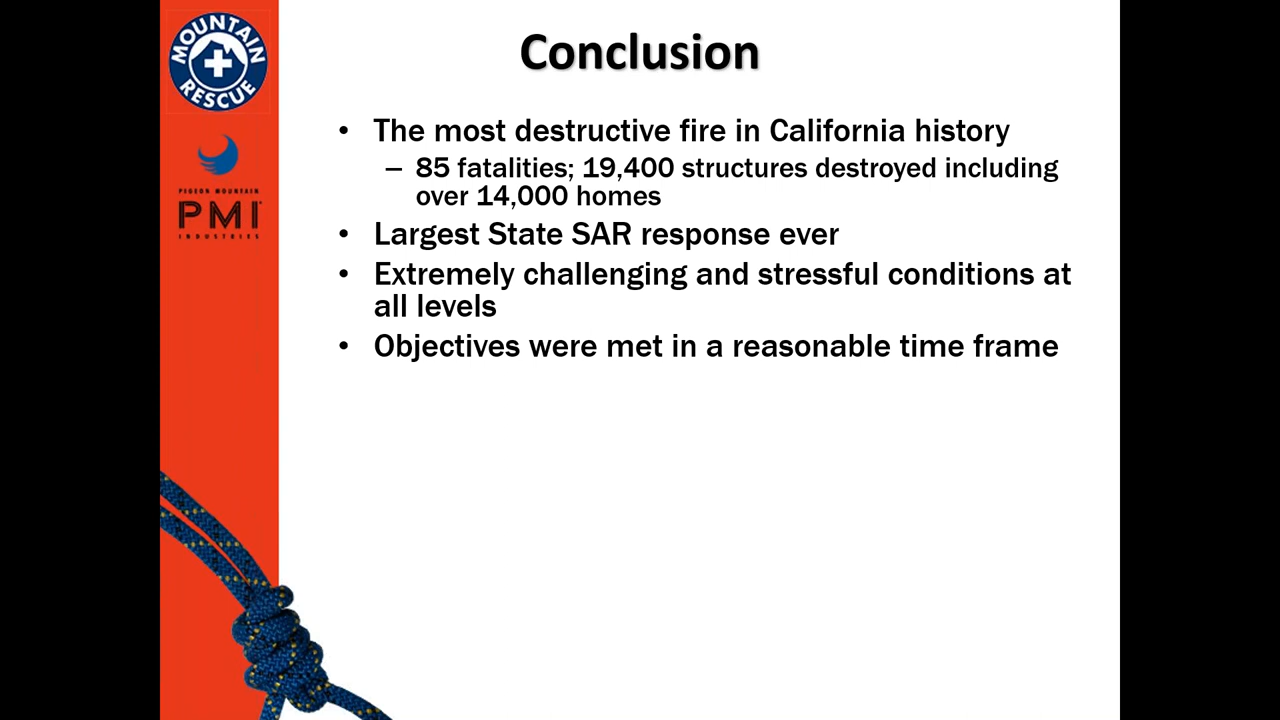 MOUNTAIN
RESCUE
PIGEON MOUNTAIN
PMI
INDUSTRIES
Conclusion
• The most destructive fire in California history
– 85 fatalities; 19,400 structures destroyed including
over 14,000 homes
• Largest State SAR response ever
• Extremely challenging and stressful conditions at
all levels
• Objectives were met in a reasonable time frame